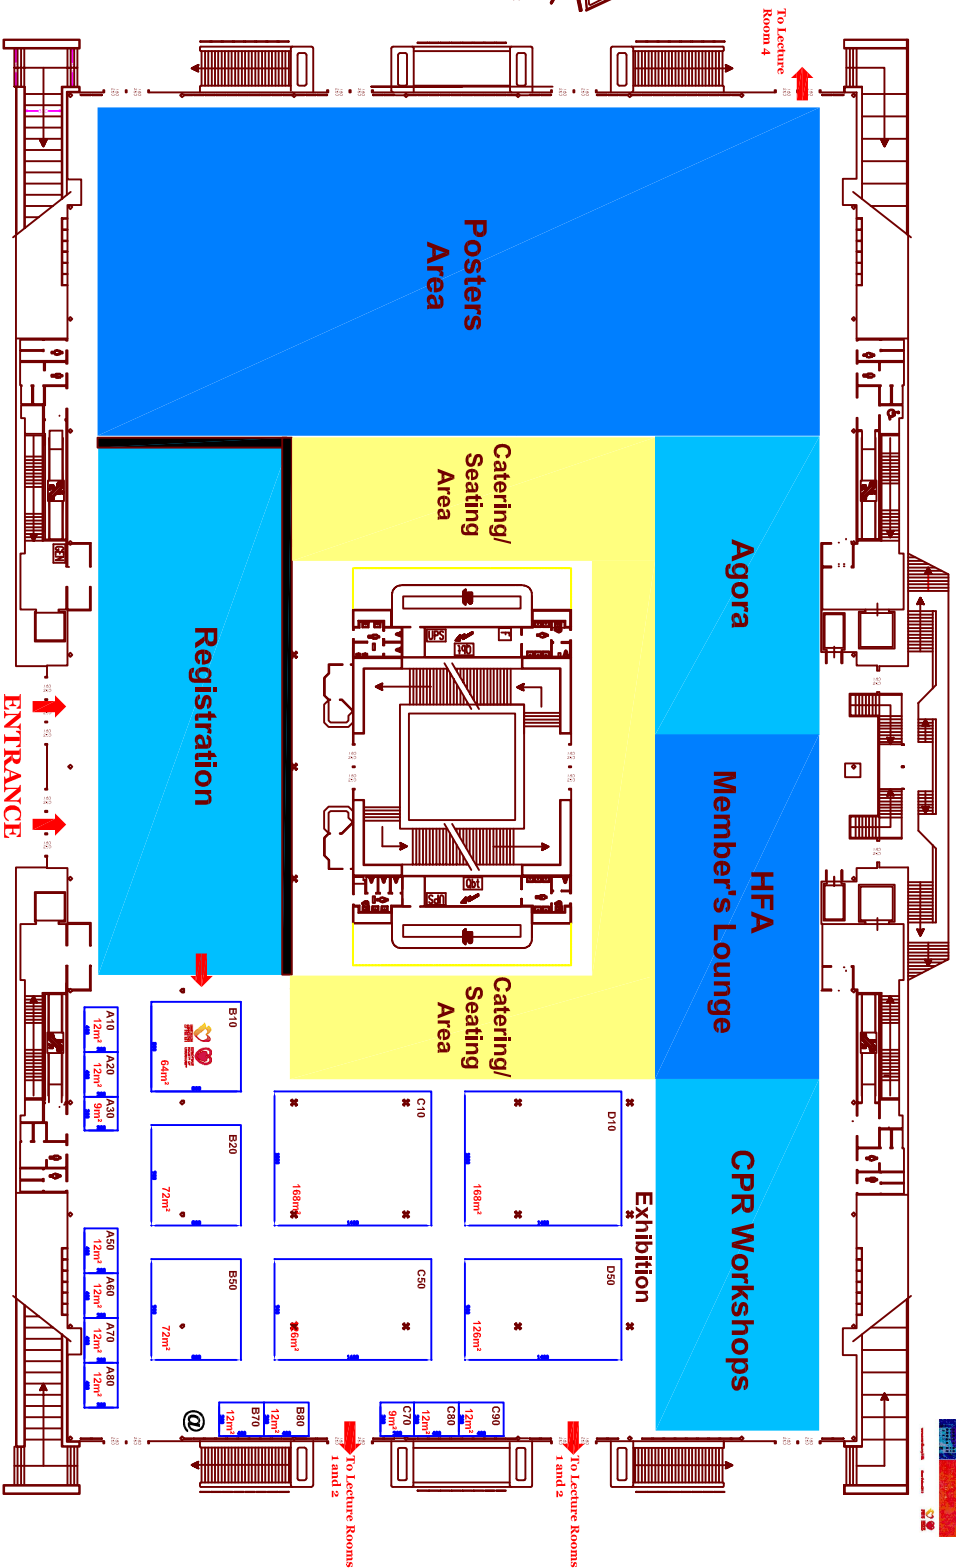 To Lecture
Room 4
Posters
Area
Catering/
Seating
Area
Agora
Registration
HFA
Member's Lounge
ENTRANCE
GEN
UPS
Catering/
Seating
Area
CPR Workshops
Exhibition
A10
12m²
A20
12m²
A30
9m²
A50
12m²
A60
12m²
A70
12m²
A80
12m²
B10
64m²
B20
72m²
B50
72m²
B70
12m²
B80
12m²
C10
168m²
C50
C70
9m²
C80
12m²
C90
12m²
D10
168m²
D50
126m²
@
To Lecture Rooms
1 and 2
To Lecture Rooms
1 and 2